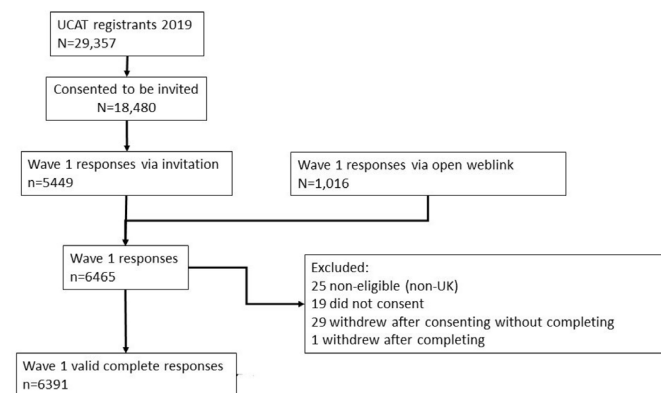 UCAT registrants 2019
N=29,357
Consented to be invited
N=18,480
Wave 1 responses via invitation
n=5449
Wave 1 responses via open weblink
N=1,016
Wave 1 responses
n=6465
Excluded:
25 non-eligible (non-UK)
19 did not consent
29 withdrew after consenting without completing
1 withdrew after completing
Wave 1 valid complete responses
n=6391